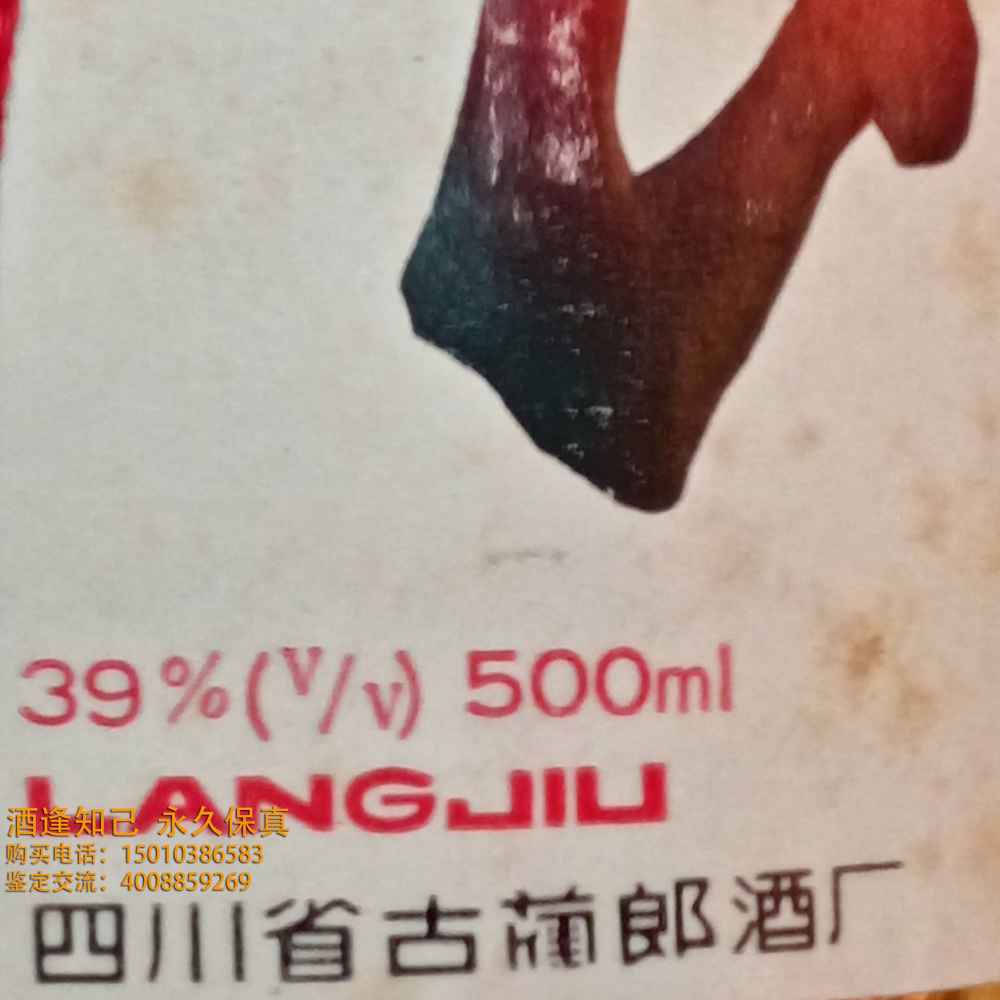 39%(V/V) 500ml
LANGJIU
酒逢知己 永久保真
购买电话：15010386583
鉴定交流：4008859269
四川省古蔺郎酒厂